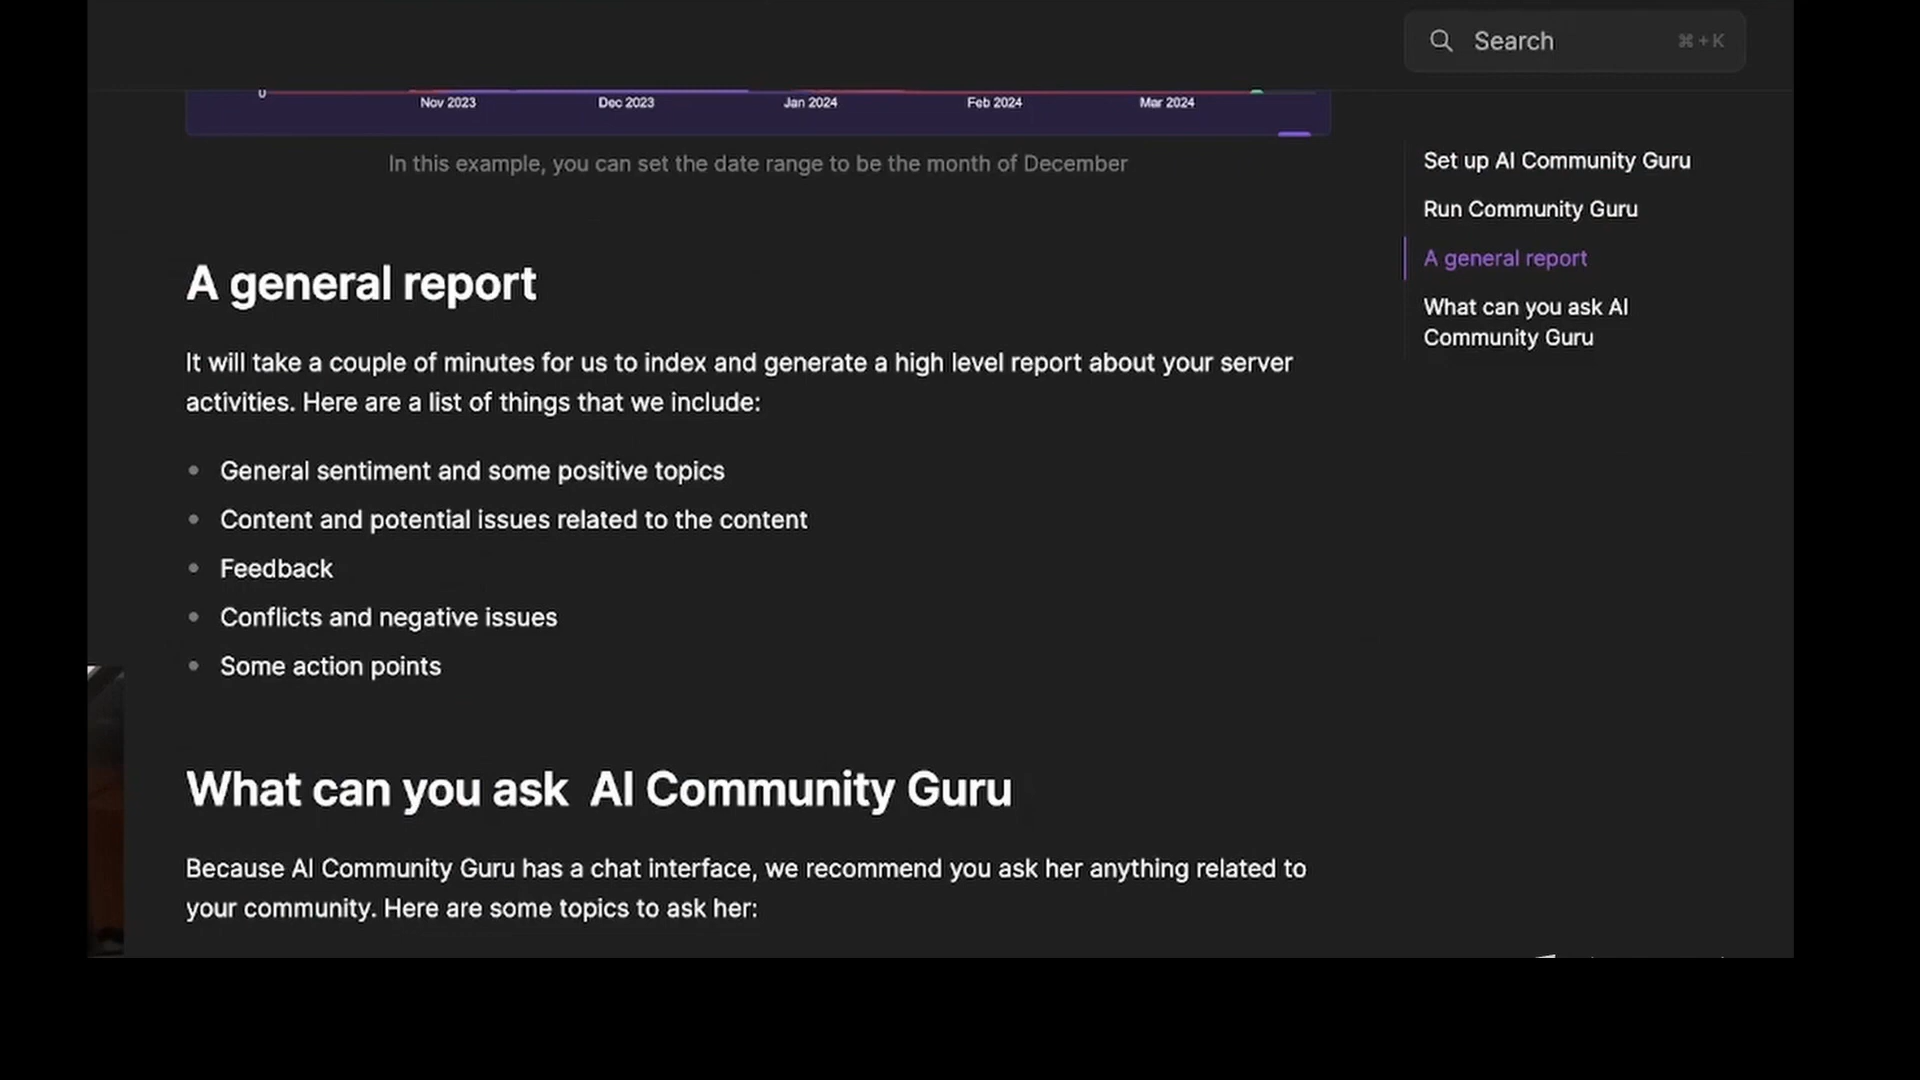 Search
⌘+K
0
Nov 2023
Dec 2023
Jan 2024
Feb 2024
Mar 2024
In this example, you can set the date range to be the month of December
Set up AI Community Guru
Run Community Guru
A general report
What can you ask AI
Community Guru
A general report
It will take a couple of minutes for us to index and generate a high level report about your server
activities. Here are a list of things that we include:
General sentiment and some positive topics
Content and potential issues related to the content
Feedback
Conflicts and negative issues
Some action points
What can you ask  AI Community Guru
Because AI Community Guru has a chat interface, we recommend you ask her anything related to
your community. Here are some topics to ask her: